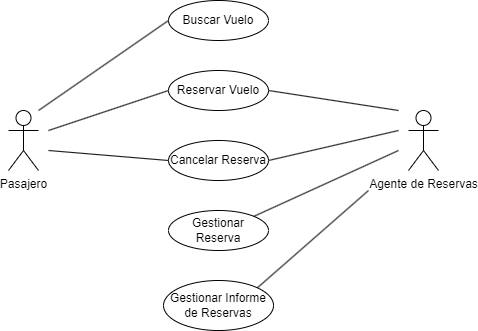 Buscar Vuelo
Reservar Vuelo
Cancelar Reserva
Pasajero
Agente de Reservas
Gestionar
Reserva
Gestionar Informe
de Reservas